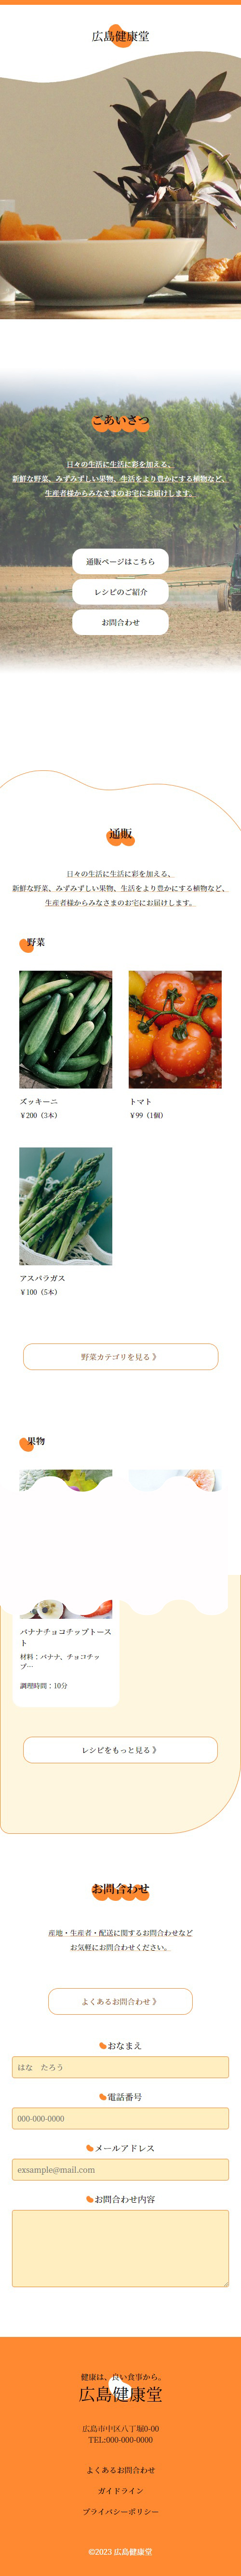 広島健康堂
ごあいさつ
日々の生活に生活に彩を加える、
新鮮な野菜、みずみずしい果物、生活をより豊かにする植物など、
生産者様からみなさまのお宅にお届けします。
通販ページはこちら
レシピのご紹介
お問合わせ
通販
日々の生活に生活に彩を加える、
新鮮な野菜、みずみずしい果物、生活をより豊かにする植物など、
生産者様からみなさまのお宅にお届けします。
野菜
ズッキーニ
トマト
￥200（3本）
￥99（1個）
アスパラガス
￥100（5本）
野菜カテゴリを見る 》
果物
バナナチョコチップトースト
ト
材料：バナナ、チョコチッ
プ…
調理時間：10分
レシピをもっと見る 》
お問合わせ
産地・生産者・配送に関するお問合わせなど
お気軽にお問合わせください。
よくあるお問合わせ 》
おなまえ
はな　たろう
電話番号
000-000-0000
メールアドレス
exsample@mail.com
お問合わせ内容
健康は、良い食事から。
広島健康堂
広島市中区八丁堀0-00
TEL:000-000-0000
よくあるお問合わせ
ガイドライン
プライバシーポリシー
©2023 広島健康堂